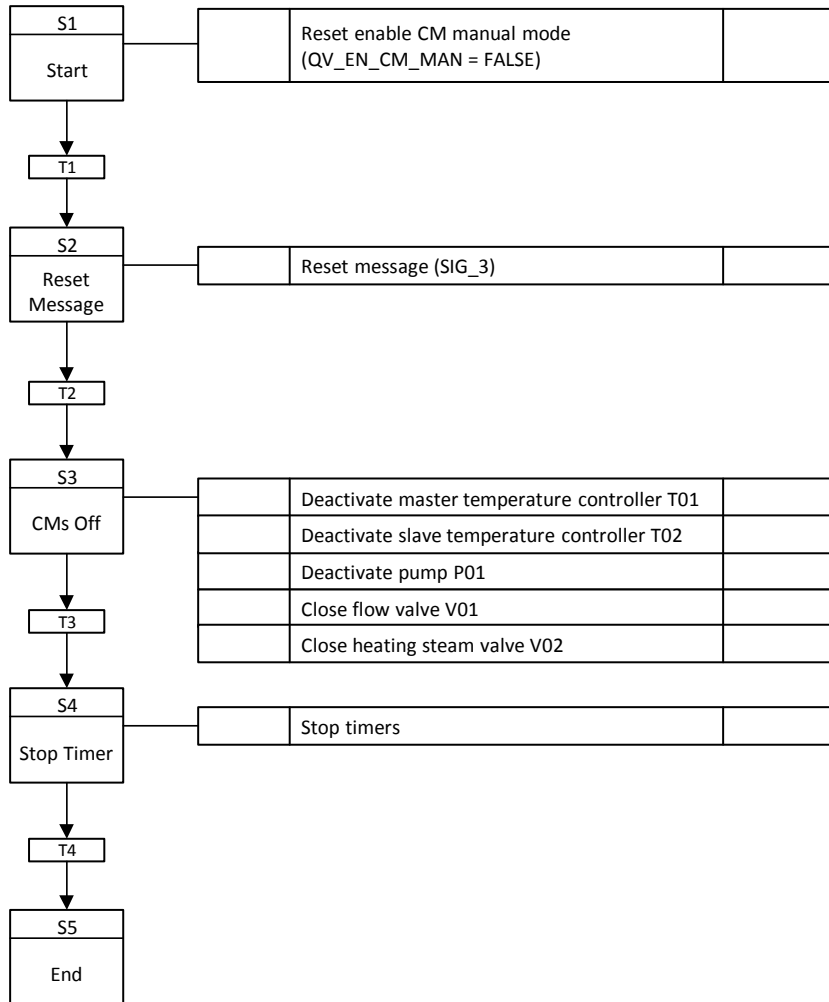 S1
Start
Reset enable CM manual mode
(QV_EN_CM_MAN = FALSE)
T1
S2
Reset
Message
Reset message (SIG_3)
T2
S3
CMs Off
Deactivate master temperature controller T01
Deactivate slave temperature controller T02
Deactivate pump P01
Close flow valve V01
Close heating steam valve V02
T3
S4
Stop Timer
Stop timers
T4
S5
End